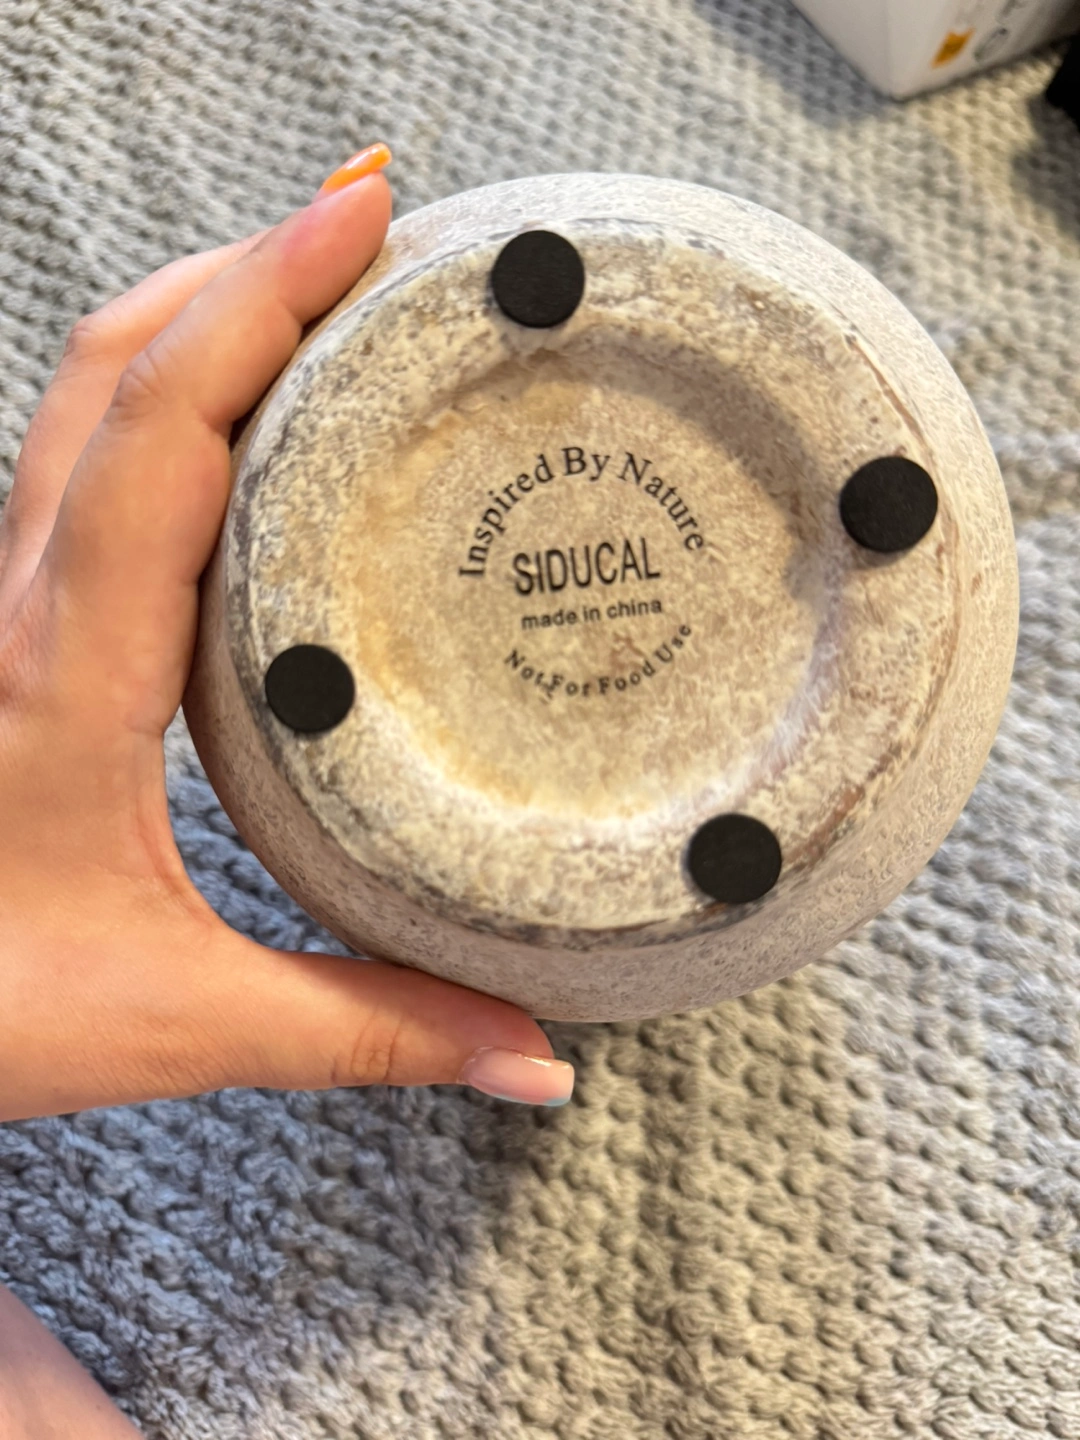 Inspired By Nature
SIDUCAL
made in china
Not For Food Use